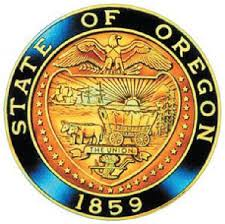 STATE OF OREGON
THE UNION
1859